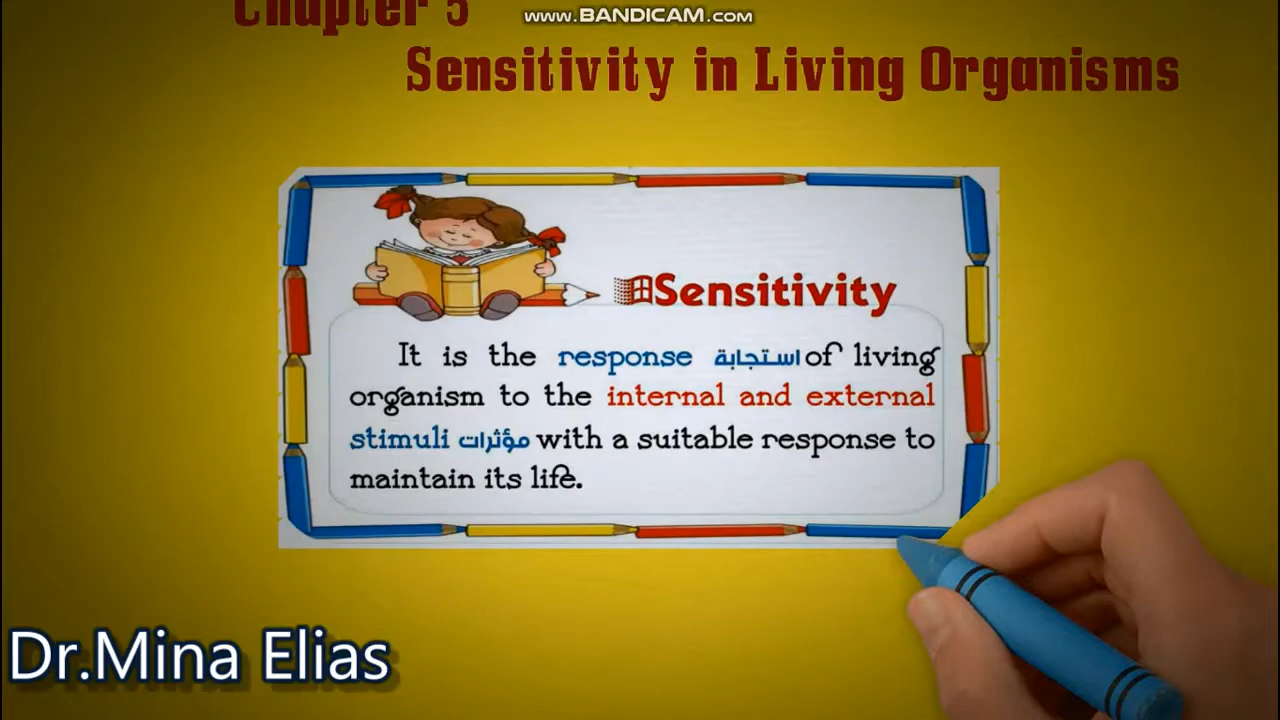 www.BANDICAM.com
Chapter 5
Sensitivity in Living Organisms
Sensitivity
It is the response استجابة of living
organism to the internal and external
stimuli مؤثرات with a suitable response to
maintain its life.
Dr.Mina Elias